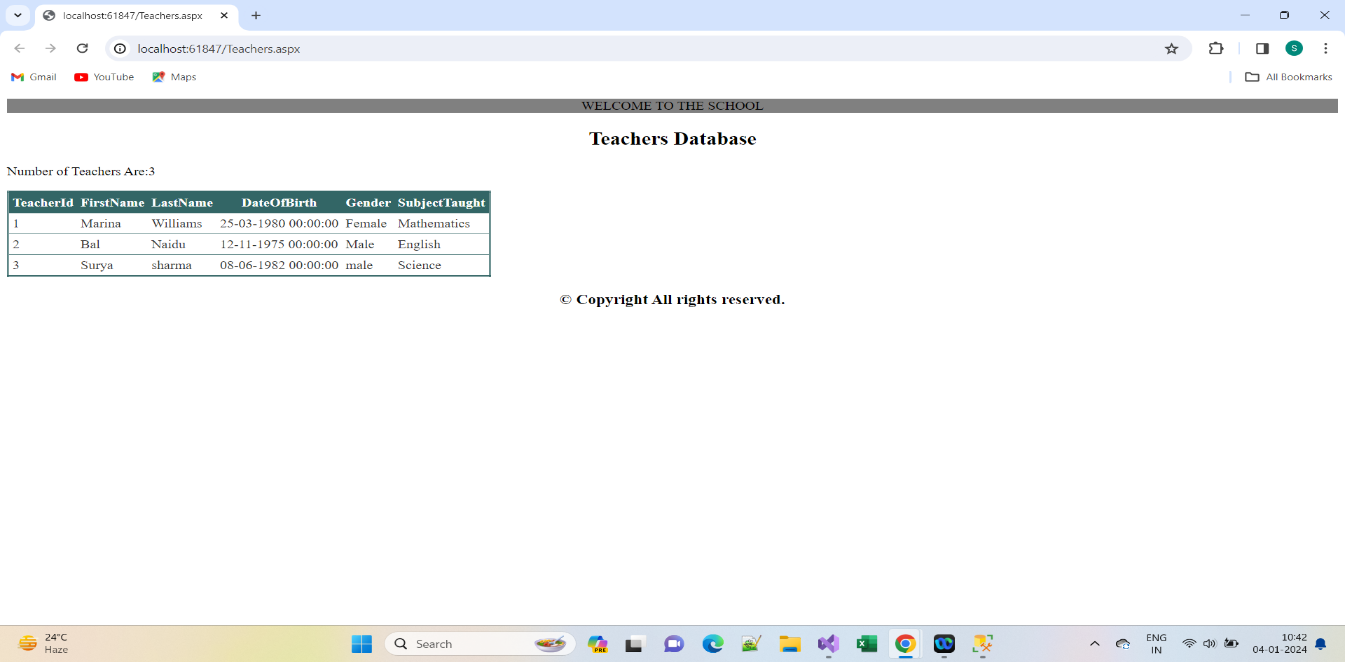 localhost:61847/Teachers.aspx
localhost:61847/Teachers.aspx
S
Gmail YouTube Maps All Bookmarks
WELCOME TO THE SCHOOL
Teachers Database
Number of Teachers Are:3
TeacherId FirstName LastName DateOfBirth Gender SubjectTaught
1 Marina Williams 25-03-1980 00:00:00 Female Mathematics
2 Bal Naidu 12-11-1975 00:00:00 Male English
3 Surya sharma 08-06-1982 00:00:00 male Science
© Copyright All rights reserved.
24°C
Haze
Search
PRE
ENG
IN
10:42
04-01-2024